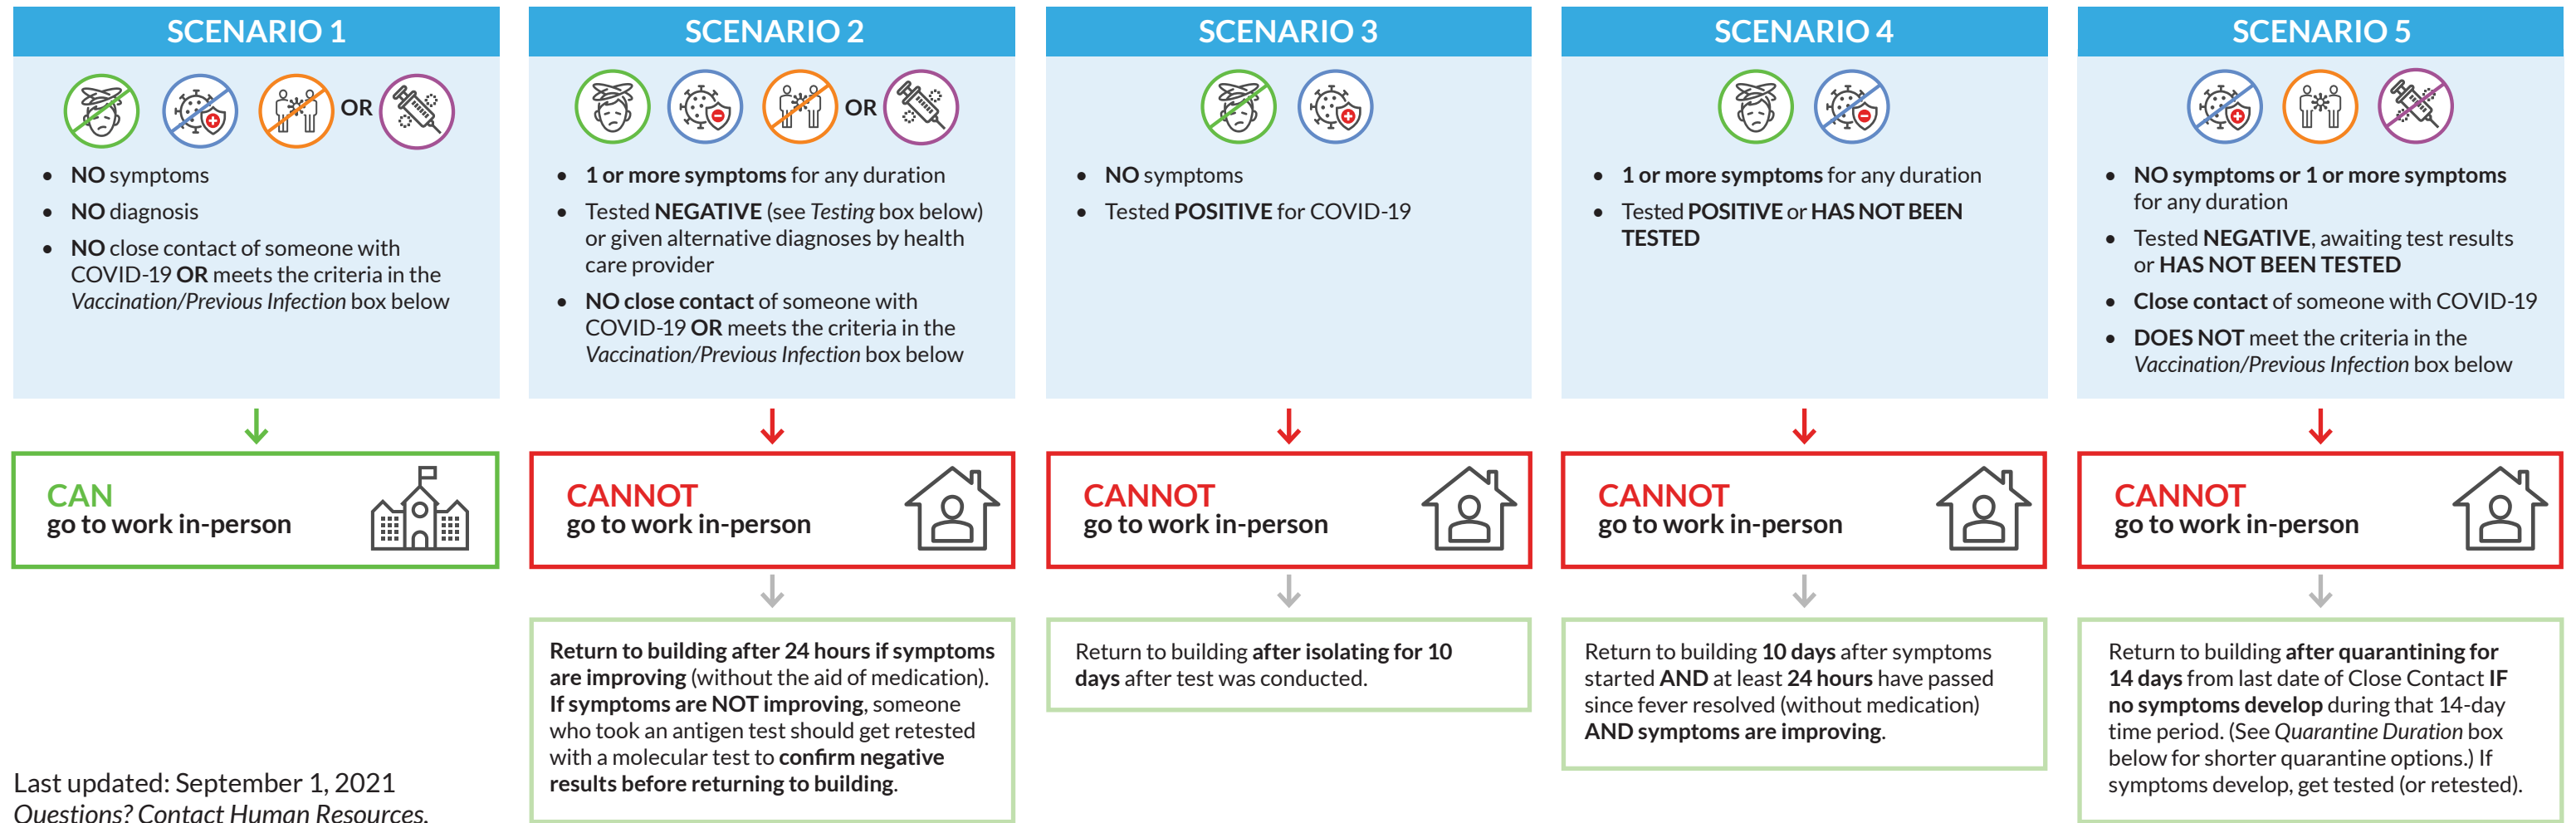 SCENARIO 1
OR
• NO symptoms
• NO diagnosis
• NO close contact of someone with
COVID-19 OR meets the criteria in the
Vaccination/Previous Infection box below
CAN
go to work in-person
SCENARIO 2
OR
• 1 or more symptoms for any duration
• Tested NEGATIVE (see Testing box below)
or given alternative diagnoses by health
care provider
• NO close contact of someone with
COVID-19 OR meets the criteria in the
Vaccination/Previous Infection box below
CANNOT
go to work in-person
Return to building after 24 hours if symptoms
are improving (without the aid of medication).
If symptoms are NOT improving, someone
who took an antigen test should get retested
with a molecular test to confirm negative
results before returning to building.
SCENARIO 3
• NO symptoms
• Tested POSITIVE for COVID-19
CANNOT
go to work in-person
Return to building after isolating for 10
days after test was conducted.
SCENARIO 4
• 1 or more symptoms for any duration
• Tested POSITIVE or HAS NOT BEEN
TESTED
CANNOT
go to work in-person
Return to building 10 days after symptoms
started AND at least 24 hours have passed
since fever resolved (without medication)
AND symptoms are improving.
SCENARIO 5
• NO symptoms or 1 or more symptoms
for any duration
• Tested NEGATIVE, awaiting test results
or HAS NOT BEEN TESTED
• Close contact of someone with COVID-19
• DOES NOT meet the criteria in the
Vaccination/Previous Infection box below
CANNOT
go to work in-person
Return to building after quarantining for
14 days from last date of Close Contact IF
no symptoms develop during that 14-day
time period. (See Quarantine Duration box
below for shorter quarantine options.) If
symptoms develop, get tested (or retested).
Last updated: September 1, 2021
Questions? Contact Human Resources.